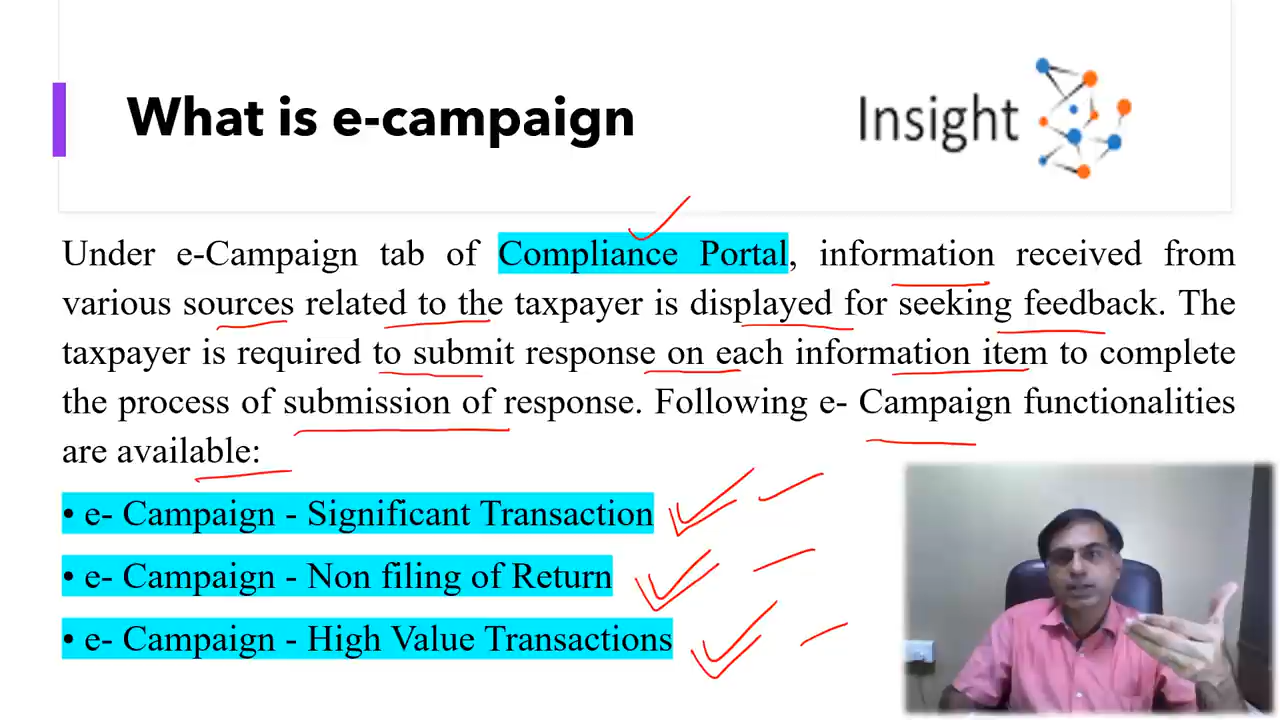 What is e-campaign
Insight
Under e-Campaign tab of Compliance Portal, information received from
various sources related to the taxpayer is displayed for seeking feedback. The
taxpayer is required to submit response on each information item to complete
the process of submission of response. Following e- Campaign functionalities
are available:
• e- Campaign - Significant Transaction
• e- Campaign - Non filing of Return
• e- Campaign - High Value Transactions